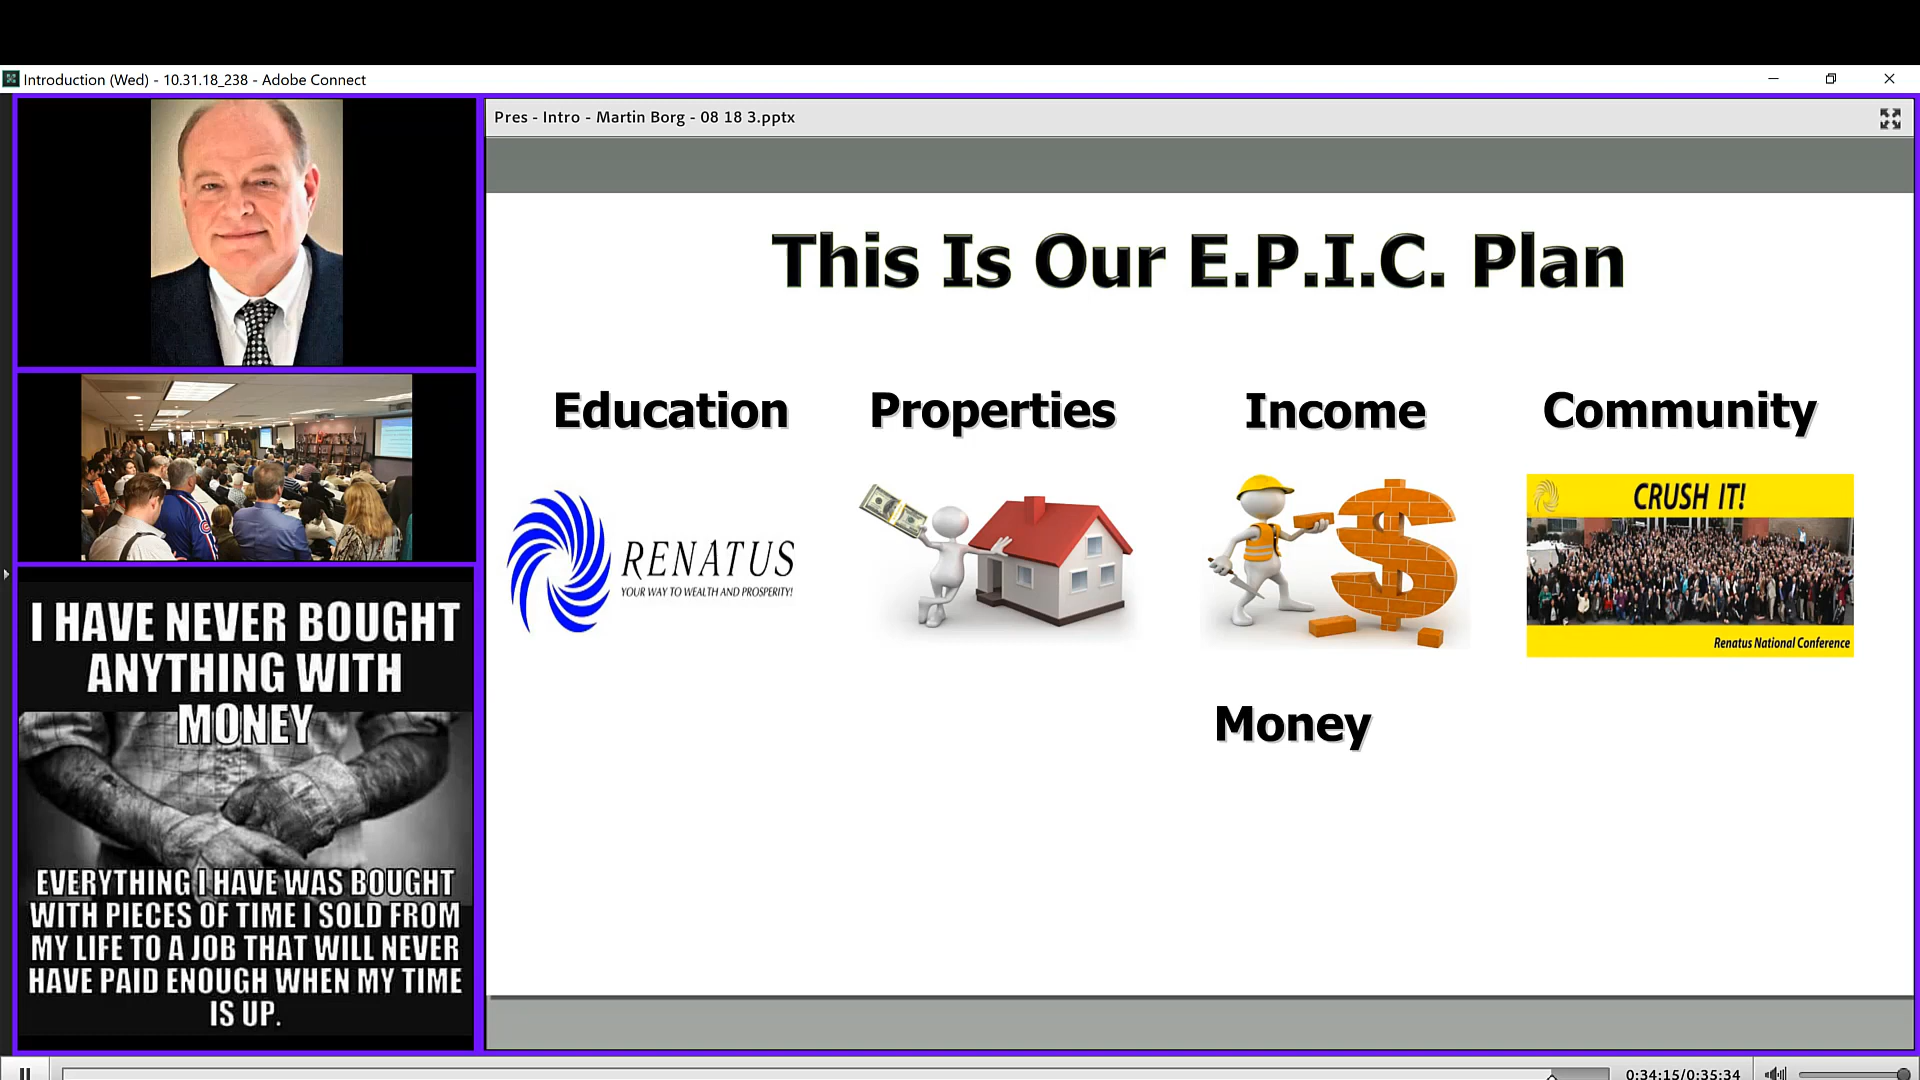 Introduction (Wed) - 10.31.18_238 - Adobe Connect
Pres - Intro - Martin Borg - 08 18 3.pptx
This Is Our E.P.I.C. Plan
Education
Properties
Income
Community
RENATUS
YOUR WAY TO WEALTH AND PROSPERITY!
$
CRUSH IT!
Renatus National Conference
Money
I HAVE NEVER BOUGHT
ANYTHING WITH
MONEY
EVERYTHING I HAVE WAS BOUGHT
WITH PIECES OF TIME I SOLD FROM
MY LIFE TO A JOB THAT WILL NEVER
HAVE PAID ENOUGH WHEN MY TIME
IS UP.
0:34:15/0:35:34